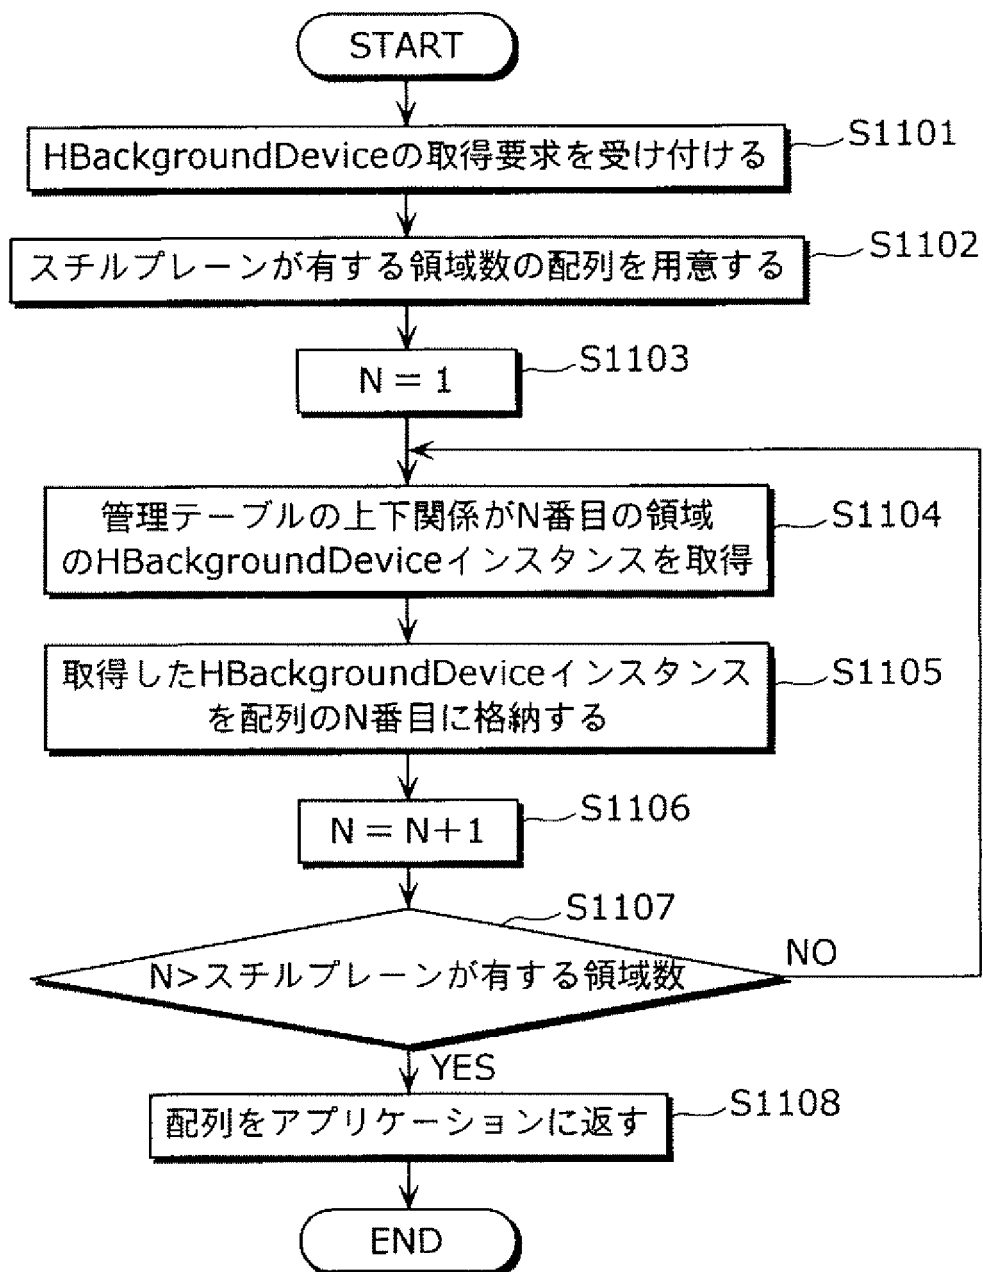 START
HBackgroundDeviceの取得要求を受け付ける
S1101
スチルプレーンが有する領域数の配列を用意する
S1102
N = 1
S1103
管理テーブルの上下関係がN番目の領域
のHBackgroundDeviceインスタンスを取得
S1104
取得したHBackgroundDeviceインスタンス
を配列のN番目に格納する
S1105
N = N+1
S1106
S1107
N>スチルプレーンが有する領域数
NO
YES
配列をアプリケーションに返す
S1108
END